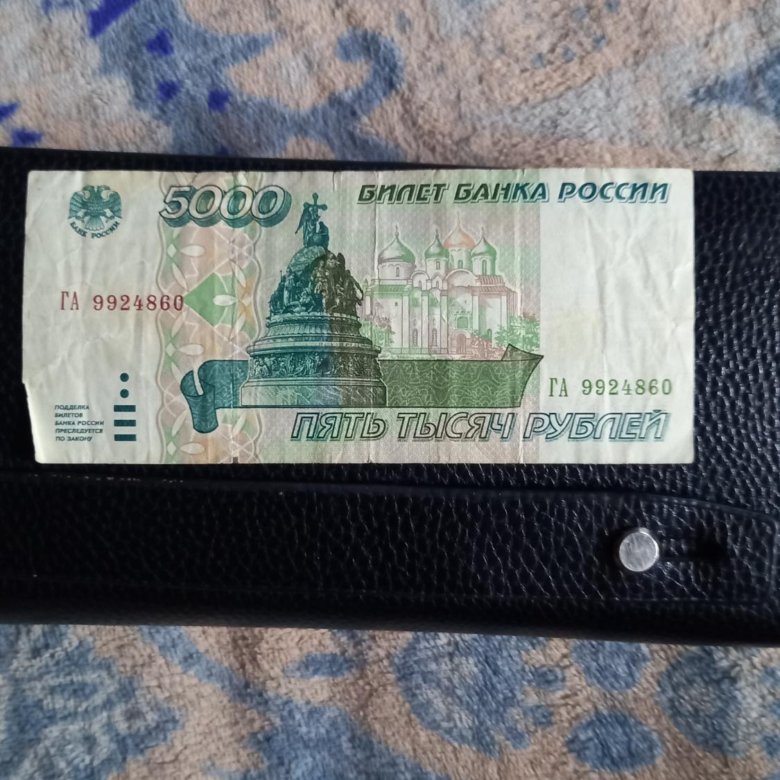 5000
БИЛЕТ БАНКА РОССИИ
БАНК РОССИИ
ГА 9924860
ГА 9924860
ПОДДЕЛКА
БИЛЕТОВ
БАНКА РОССИИ
ПРЕСЛЕДУЕТСЯ
ПО ЗАКОНУ
ПЯТЬ ТЫСЯЧ РУБЛЕЙ